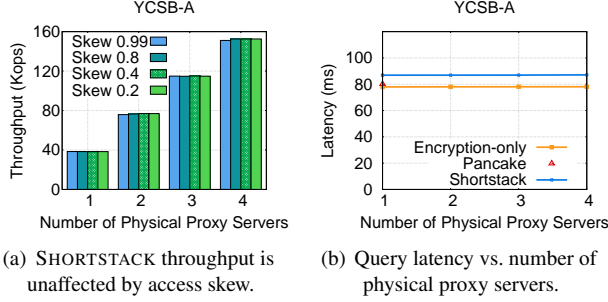 YCSB-A
Throughput (Kops)
160
120
80
40
0
Skew 0.99
Skew 0.8
Skew 0.4
Skew 0.2
1 2 3 4
Number of Physical Proxy Servers
(a) SHORTSTACK throughput is
unaffected by access skew.
YCSB-A
Latency (ms)
100
80
60
40
20
0
Encryption-only
Pancake
Shortstack
1 2 3 4
Number of Physical Proxy Servers
(b) Query latency vs. number of
physical proxy servers.